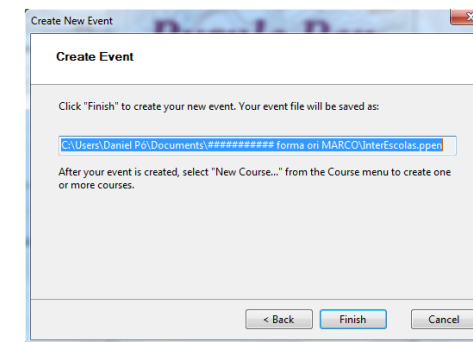 Create New Event
Purple Pen
Create Event
Click "Finish" to create your new event. Your event file will be saved as:
C:\Users\Daniel Pó\Documents\########### forma ori MARCO\InterEscolas.ppen
After your event is created, select "New Course..." from the Course menu to create one
or more courses.
< Back
Finish
Cancel